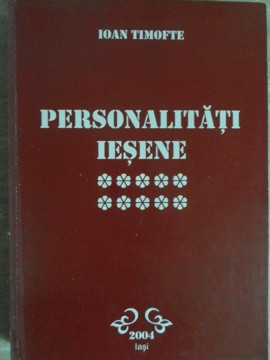 IOAN TIMOFTE
PERSONALITĂȚI
IEȘENE
2004
Iași